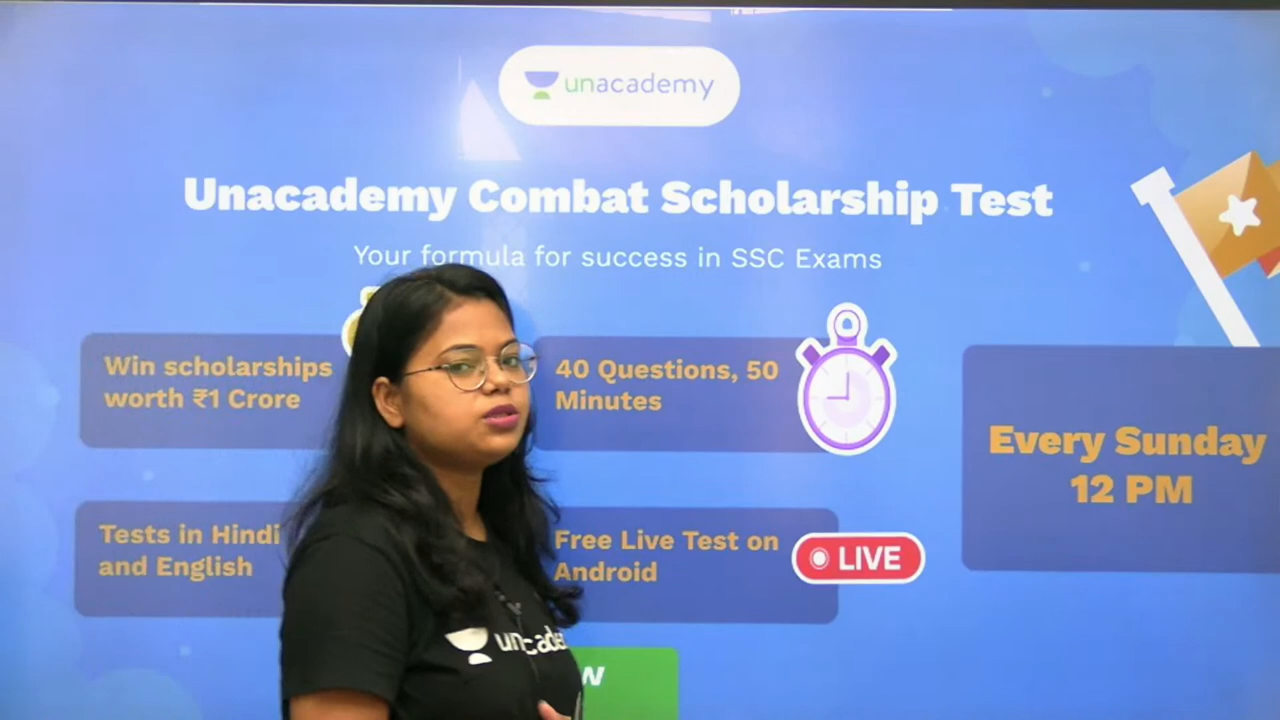 unacademy
Unacademy Combat Scholarship Test
Your formula for success in SSC Exams
Win scholarships
worth ₹1 Crore
40 Questions, 50
Minutes
Every Sunday
12 PM
Tests in Hindi
and English
Free Live Test on
Android
LIVE